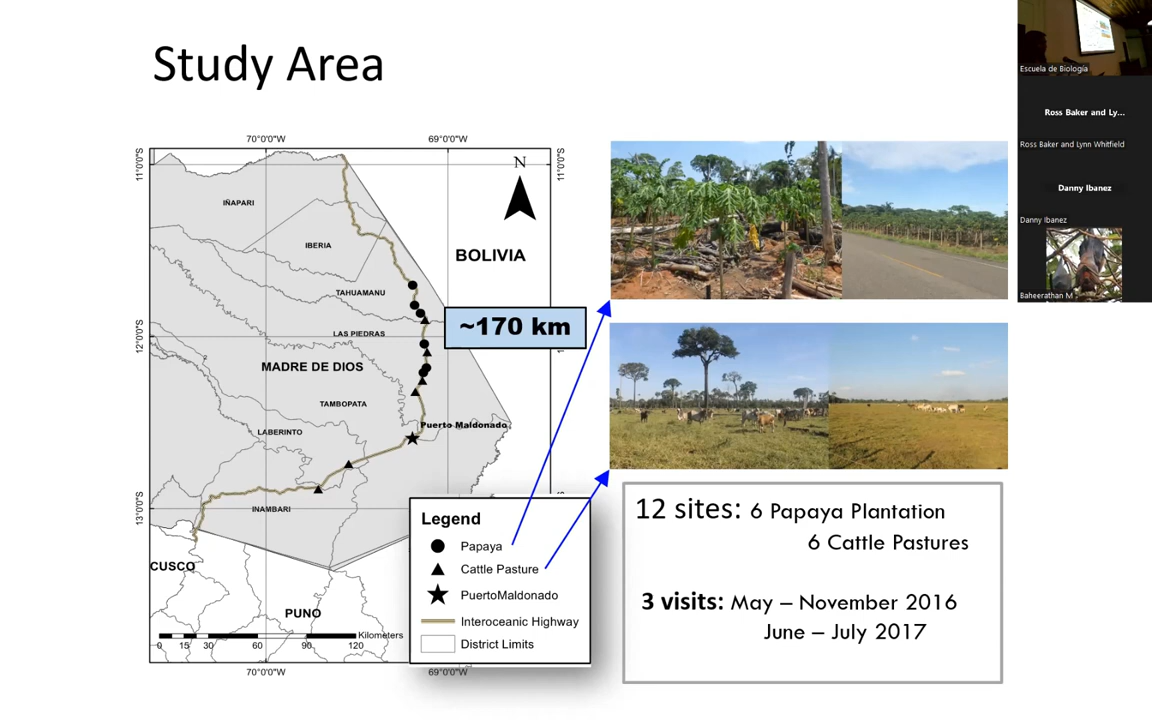 Study Area
70°0'0"W
69°0'0"W
11°0'0"S
11°0'0"S
N
IÑAPARI
IBERIA
BOLIVIA
TAHUAMANU
~170 km
12°0'0"S
LAS PIEDRAS
MADRE DE DIOS
TAMBOPATA
Puerto Maldonado
LABERINTO
13°0'0"S
INAMBARI
CUSCO
PUNO
Kilometers
0 15 30 60 90 120
70°0'0"W
69°0'0"W
Legend
Papaya
Cattle Pasture
PuertoMaldonado
Interoceanic Highway
District Limits
12 sites: 6 Papaya Plantation
6 Cattle Pastures
3 visits: May – November 2016
June – July 2017
Escuela de Biología
Ross Baker and Ly...
Ross Baker and Lynn Whitfield
Danny Ibanez
Danny Ibanez
Baheerathan M